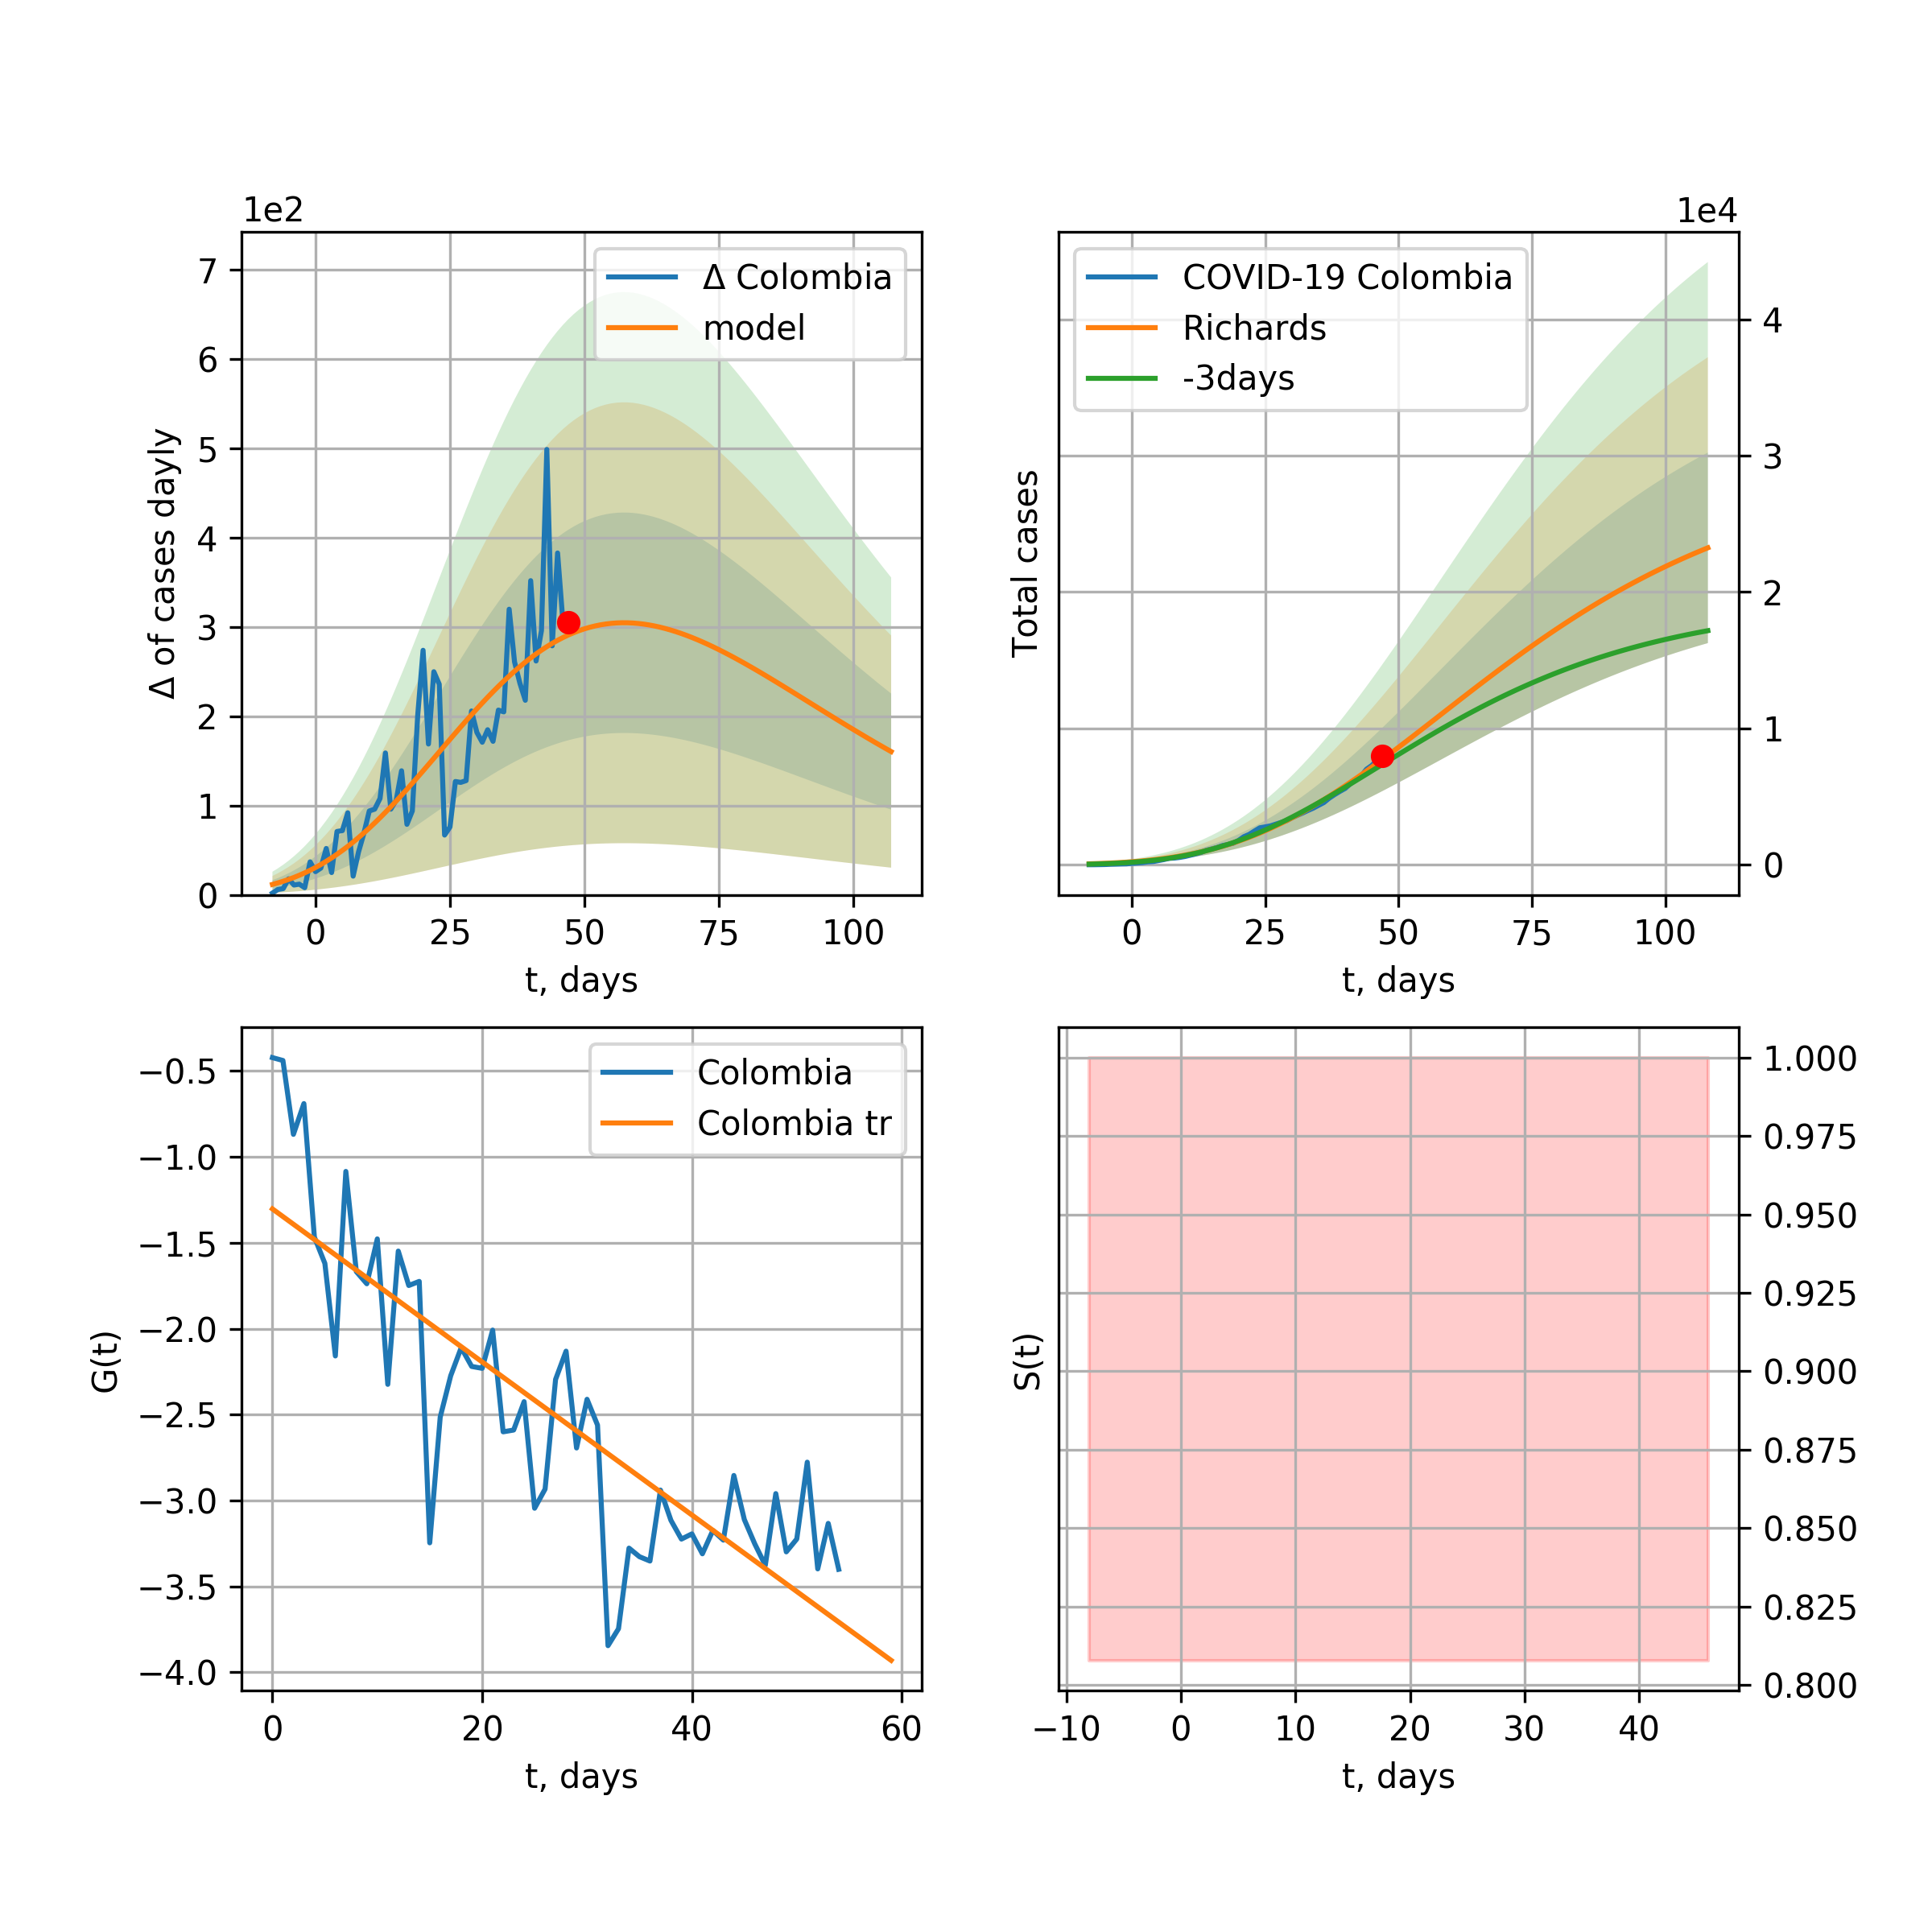 1e2
Δ of cases dayly
7
6
5
4
3
2
1
0
Δ Colombia
model
0 25 50 75 100
t, days
1e4
Total cases
COVID-19 Colombia
Richards
-3days
4
3
2
1
0
0 25 50 75 100
t, days
G(t)
−0.5
−1.0
−1.5
−2.0
−2.5
−3.0
−3.5
−4.0
Colombia
Colombia tr
0 20 40 60
t, days
S(t)
1.000
0.975
0.950
0.925
0.900
0.875
0.850
0.825
0.800
−10 0 10 20 30 40
t, days